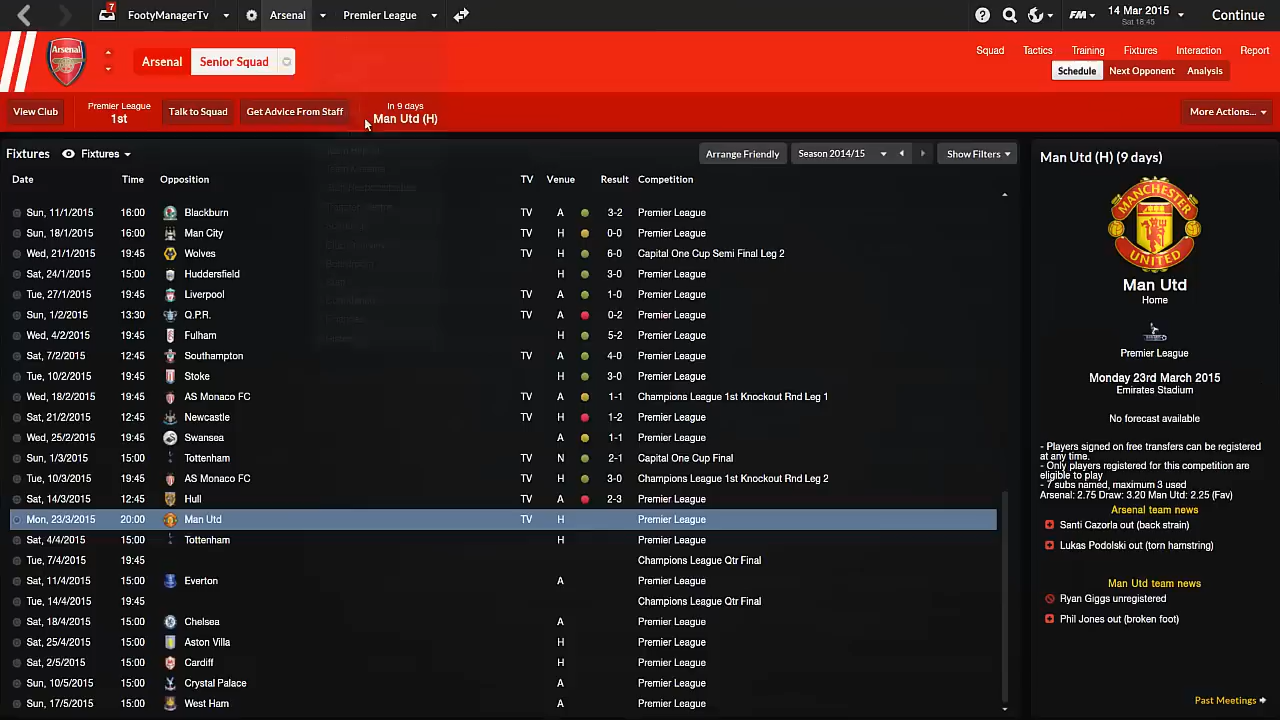 7 FootyManagerTv Arsenal Premier League FM 14 Mar 2015 Sat 18:45 Continue
Arsenal Arsenal Senior Squad Squad Tactics Training Fixtures Interaction Report
Schedule Next Opponent Analysis
View Club Premier League 1st Talk to Squad Get Advice From Staff In 9 days Man Utd (H) More Actions...
Fixtures Fixtures Arrange Friendly Season 2014/15 Show Filters
Date Time Opposition TV Venue Result Competition
Sun, 11/1/2015 16:00 Blackburn TV A 3-2 Premier League
Sun, 18/1/2015 16:00 Man City TV H 0-0 Premier League
Wed, 21/1/2015 19:45 Wolves TV H 6-0 Capital One Cup Semi Final Leg 2
Sat, 24/1/2015 15:00 Huddersfield H 3-0 Premier League
Tue, 27/1/2015 19:45 Liverpool TV A 1-0 Premier League
Sun, 1/2/2015 13:30 Q.P.R. TV A 0-2 Premier League
Wed, 4/2/2015 19:45 Fulham H 5-2 Premier League
Sat, 7/2/2015 12:45 Southampton TV A 4-0 Premier League
Tue, 10/2/2015 19:45 Stoke H 3-0 Premier League
Wed, 18/2/2015 19:45 AS Monaco FC TV A 1-1 Champions League 1st Knockout Rnd Leg 1
Sat, 21/2/2015 12:45 Newcastle TV H 1-2 Premier League
Wed, 25/2/2015 19:45 Swansea A 1-1 Premier League
Sun, 1/3/2015 15:00 Tottenham TV N 2-1 Capital One Cup Final
Tue, 10/3/2015 19:45 AS Monaco FC TV H 3-0 Champions League 1st Knockout Rnd Leg 2
Sat, 14/3/2015 12:45 Hull TV A 2-3 Premier League
Mon, 23/3/2015 20:00 Man Utd TV H Premier League
Sat, 4/4/2015 15:00 Tottenham H Premier League
Tue, 7/4/2015 19:45 Champions League Qtr Final
Sat, 11/4/2015 15:00 Everton A Premier League
Tue, 14/4/2015 19:45 Champions League Qtr Final
Sat, 18/4/2015 15:00 Chelsea A Premier League
Sat, 25/4/2015 15:00 Aston Villa H Premier League
Sat, 2/5/2015 15:00 Cardiff H Premier League
Sat, 9/5/2015 15:00 Crystal Palace A Premier League
Sun, 17/5/2015 15:00 West Ham A Premier League
Man Utd (H) (9 days)
MANCHESTER
UNITED
Man Utd
Home
Premier League
Monday 23rd March 2015
Emirates Stadium
No forecast available
- Players signed on free transfers can be registered
at any time.
- Only players registered for this competition are
eligible to play
- 7 subs named, maximum 3 used
Arsenal: 2.75 Draw: 3.20 Man Utd: 2.25 (Fav)
Arsenal team news
Santi Cazorla out (back strain)
Lukas Podolski out (torn hamstring)
Man Utd team news
Ryan Giggs unregistered
Phil Jones out (broken foot)
Past Meetings